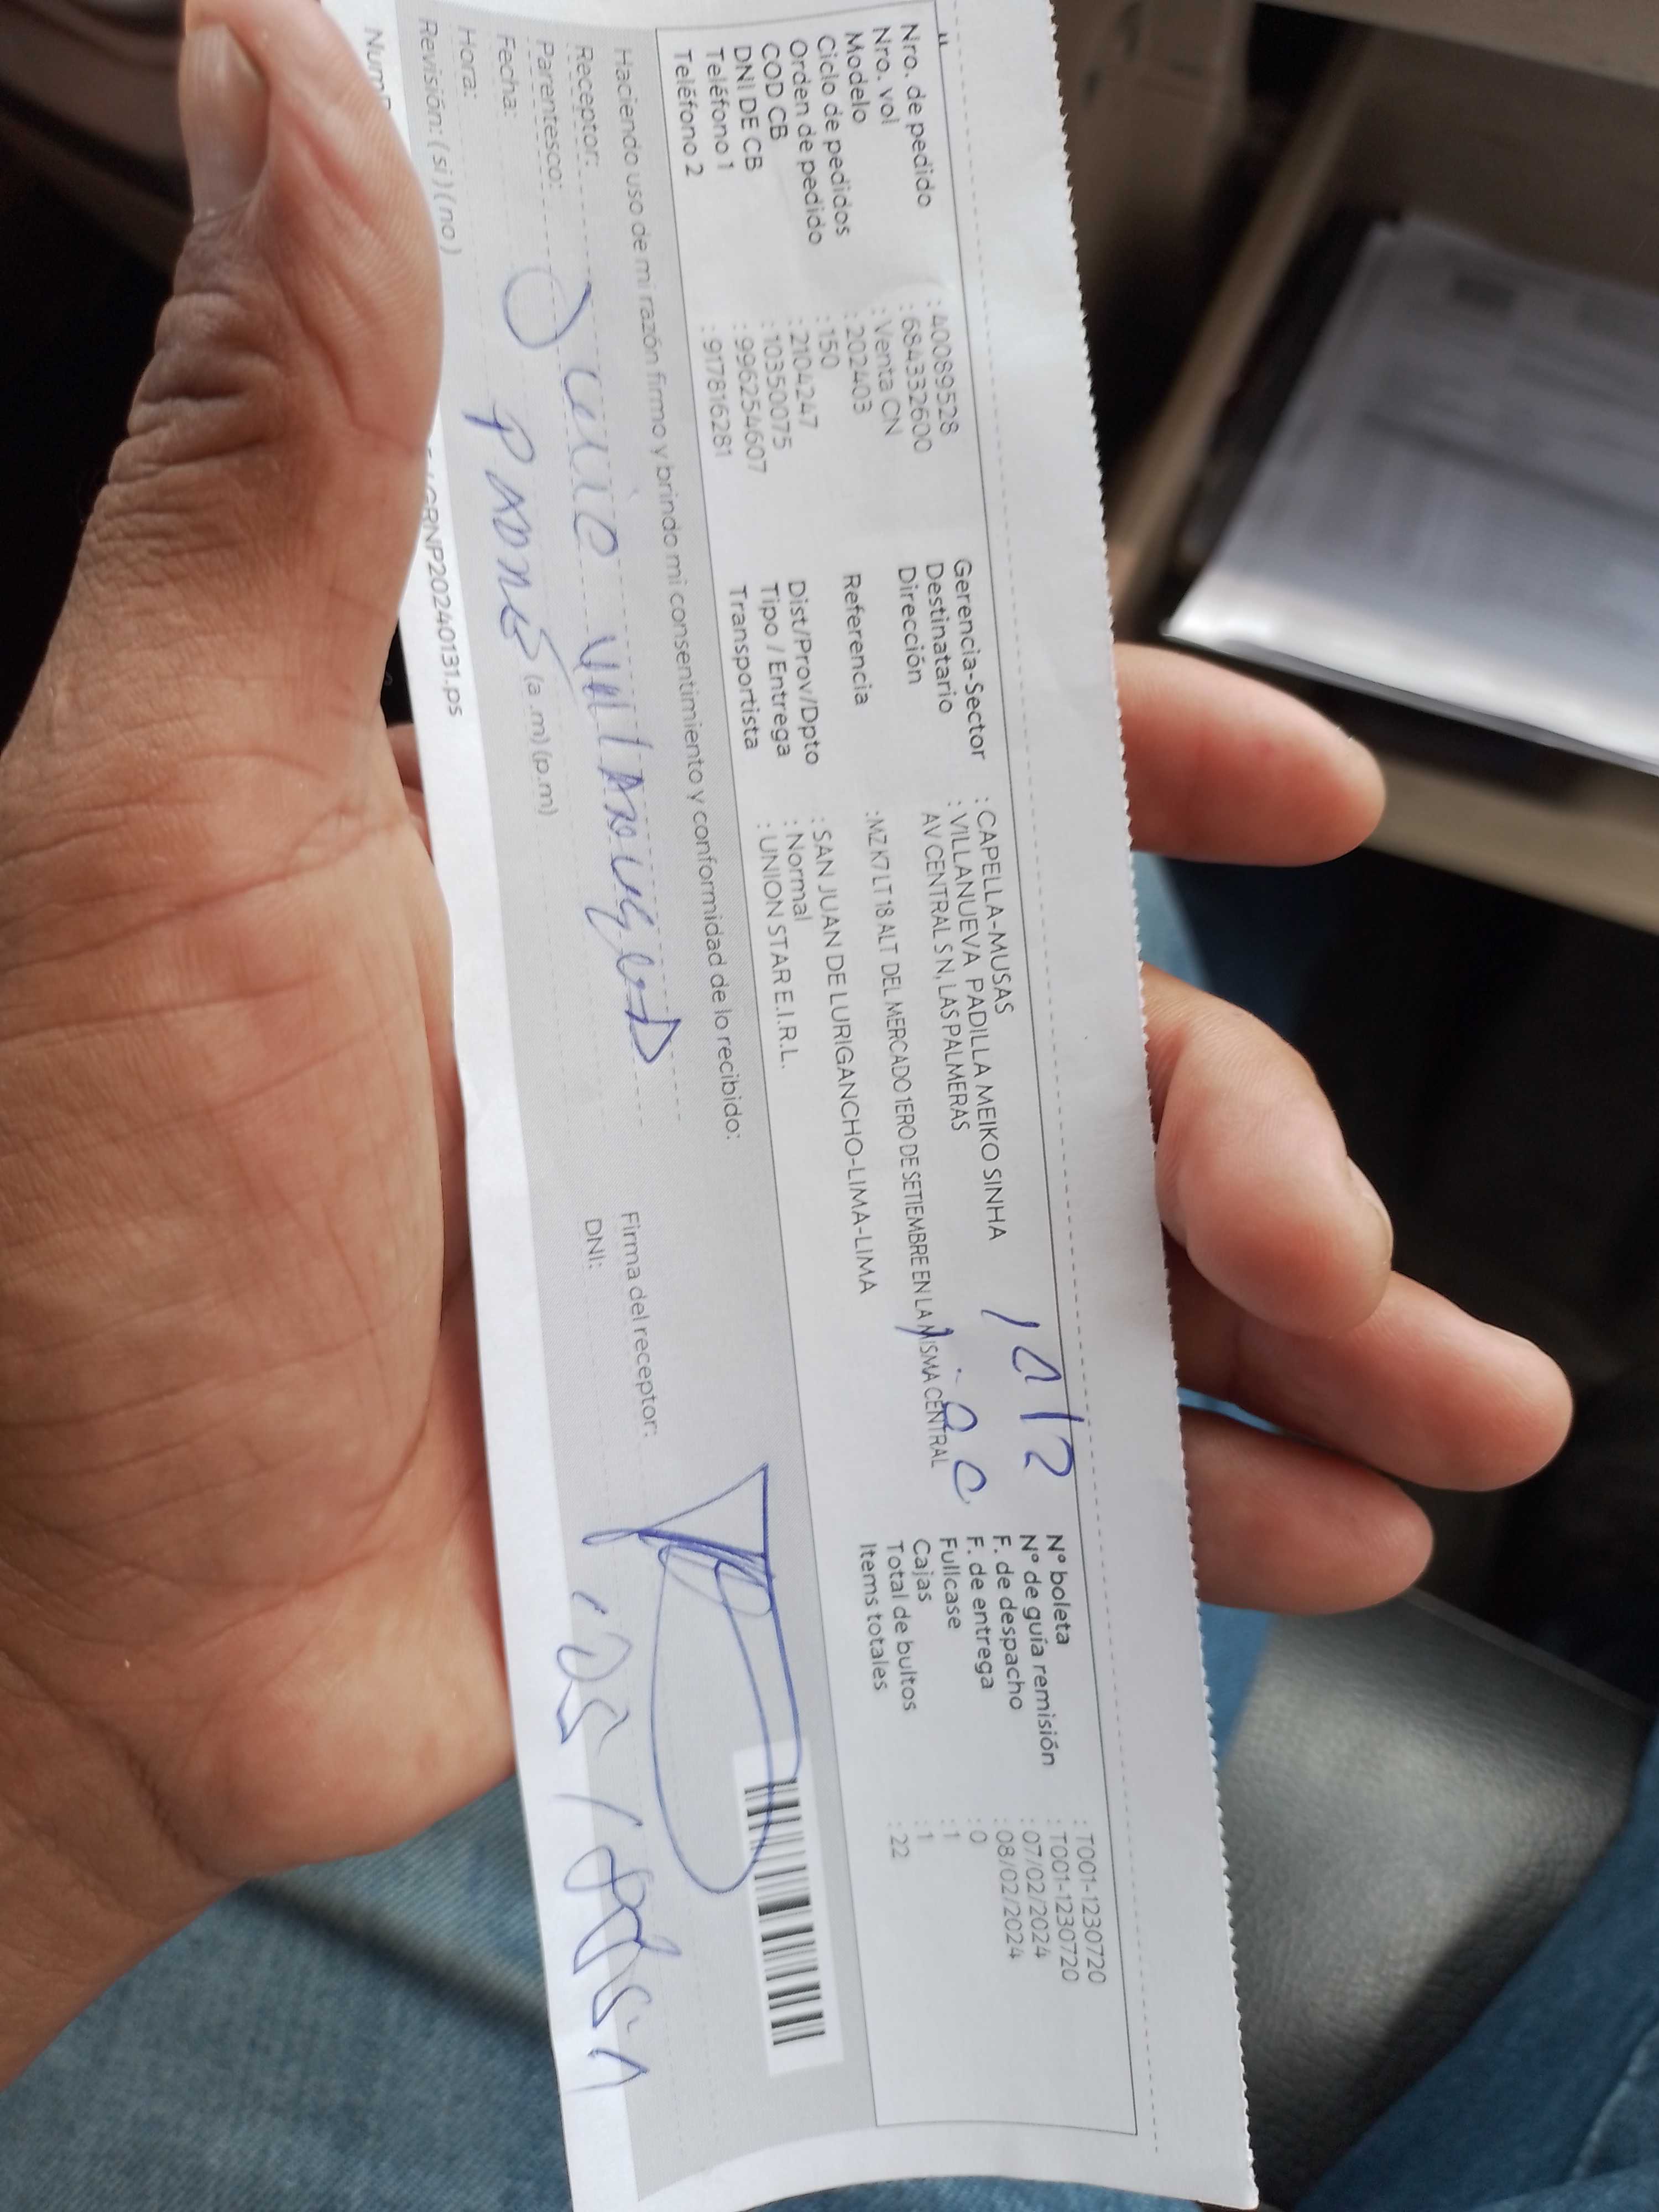 Nro. de pedido
Nro. vol
Modelo
Ciclo de pedidos
Orden de pedido
COD CB
DNI DE CB
Teléfono 1
Teléfono 2
: 40089528
: 684332600
: Venta CN
: 202403
: 150
: 2104247
: 10350075
: 996254607
: 917816281
Gerencia-Sector
Destinatario
Dirección
Referencia
Dist/Prov/Dpto
Tipo / Entrega
Transportista
: CAPELLA-MUSAS
: VILLANUEVA PADILLA MEIKO SINHA
AV CENTRAL S N, LAS PALMERAS
:MZ K7 LT 18 ALT DEL MERCADO 1ERO DE SETIEMBRE EN LA MISMA CENTRAL
: SAN JUAN DE LURIGANCHO-LIMA-LIMA
: Normal
: UNION STAR E.I.R.L.
N° boleta
N° de guía remisión
F. de despacho
F. de entrega
Fullcase
Cajas
Total de bultos
Items totales
: T001-1230720
: T001-1230720
: 07/02/2024
: 08/02/2024
: 0
: 1
: 1
: 22
Haciendo uso de mi razón firmo y brindo mi consentimiento y conformidad de lo recibido:
Receptor:
Parentesco:
Fecha:
Hora:
(a.m) (p.m)
Revisión: ( si ) ( no )
Firma del receptor:
DNI:
GRNP20240131.ps